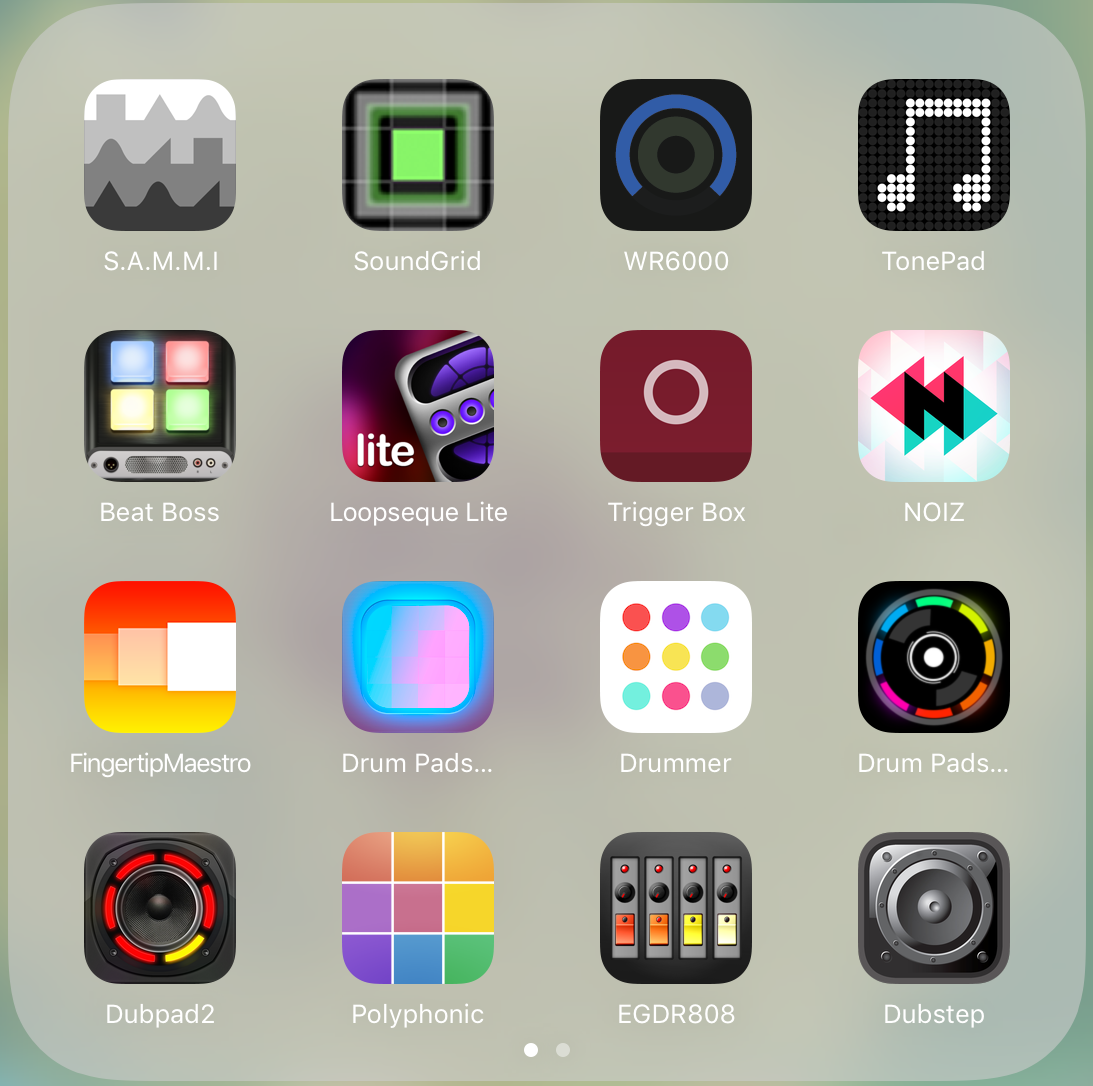 S.A.M.M.I
SoundGrid
WR6000
TonePad
lite
Beat Boss
Loopseque Lite
Trigger Box
NOIZ
FingertipMaestro
Drum Pads...
Drummer
Drum Pads...
Dubpad2
Polyphonic
EGDR808
Dubstep